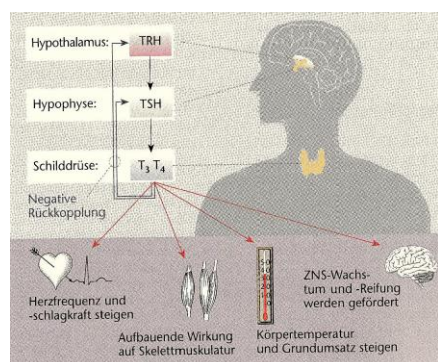 Hypothalamus:
TRH
Hypophyse:
TSH
Schilddrüse:
T3 T4
Negative
Rückkopplung
Herzfrequenz und
-schlagkraft steigen
Aufbauende Wirkung
auf Skelettmuskulatur
Körpertemperatur
und Grundumsatz steigen
ZNS-Wachs-
tum und -Reifung
werden gefördert